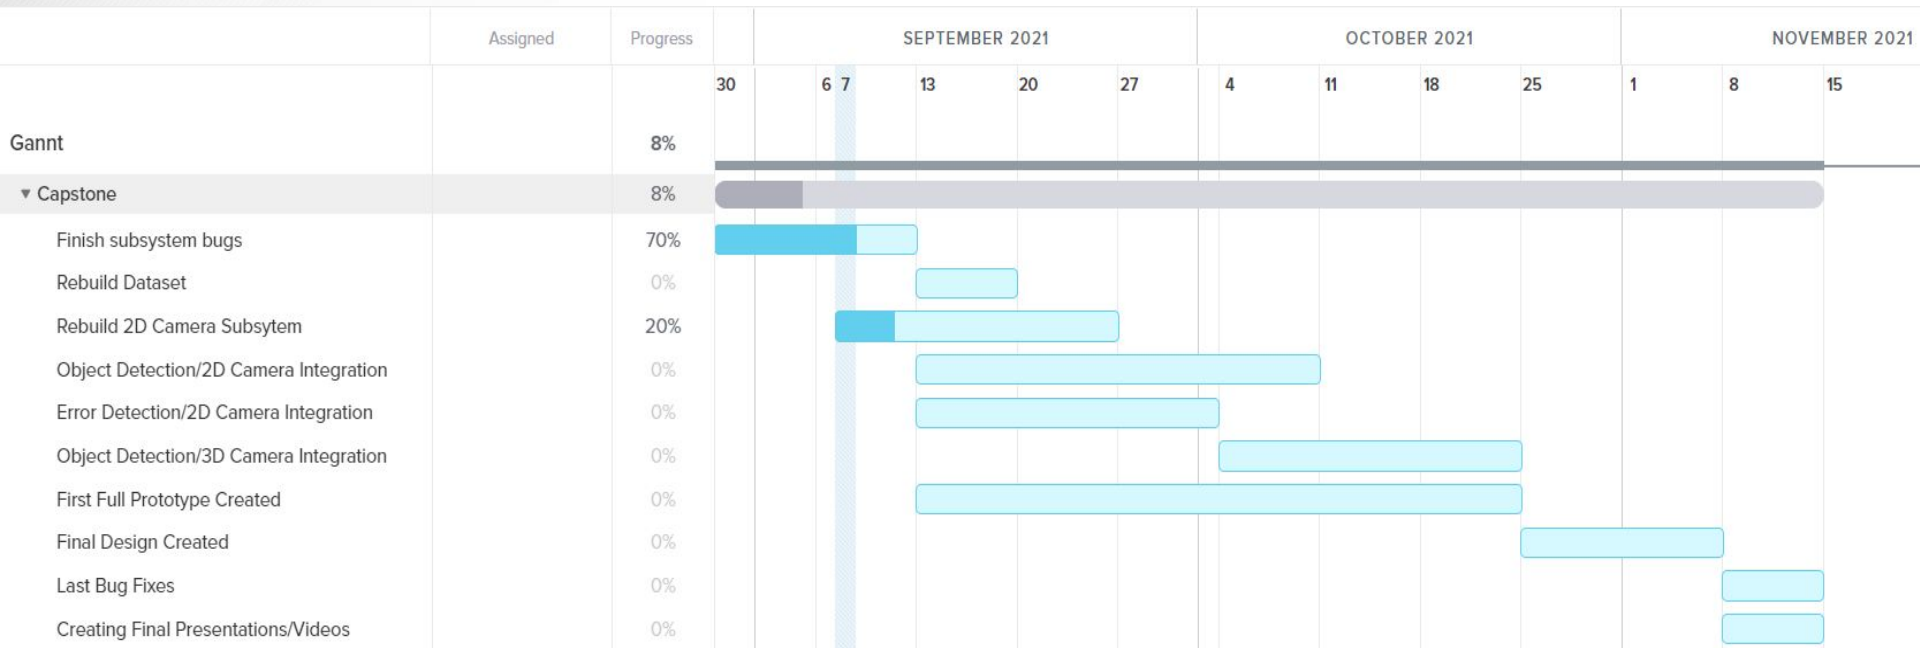 Assigned Progress SEPTEMBER 2021 OCTOBER 2021 NOVEMBER 2021
30 6 7 13 20 27 4 11 18 25 1 8 15
Gannt 8%
Capstone 8%
Finish subsystem bugs 70%
Rebuild Dataset 0%
Rebuild 2D Camera Subsytem 20%
Object Detection/2D Camera Integration 0%
Error Detection/2D Camera Integration 0%
Object Detection/3D Camera Integration 0%
First Full Prototype Created 0%
Final Design Created 0%
Last Bug Fixes 0%
Creating Final Presentations/Videos 0%